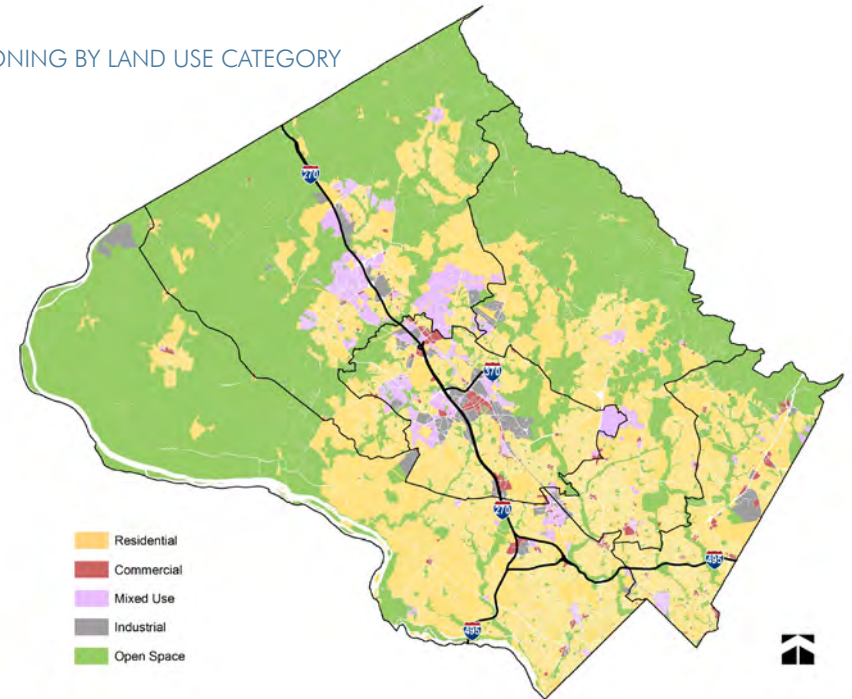 ONING BY LAND USE CATEGORY
270
370
270
495
495
Residential
Commercial
Mixed Use
Industrial
Open Space